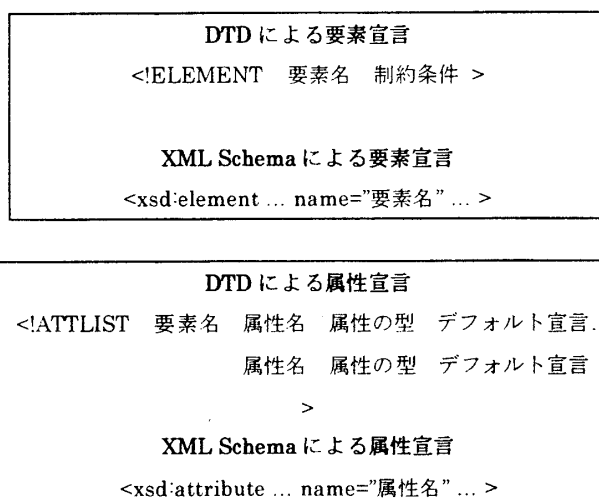 DTD による要素宣言
<!ELEMENT 要素名 制約条件 >
XML Schema による要素宣言
<xsd:element ... name="要素名" ... >
DTD による属性宣言
<!ATTLIST 要素名 属性名 属性の型 デフォルト宣言.
属性名 属性の型 デフォルト宣言
>
XML Schema による属性宣言
<xsd:attribute ... name="属性名" ... >